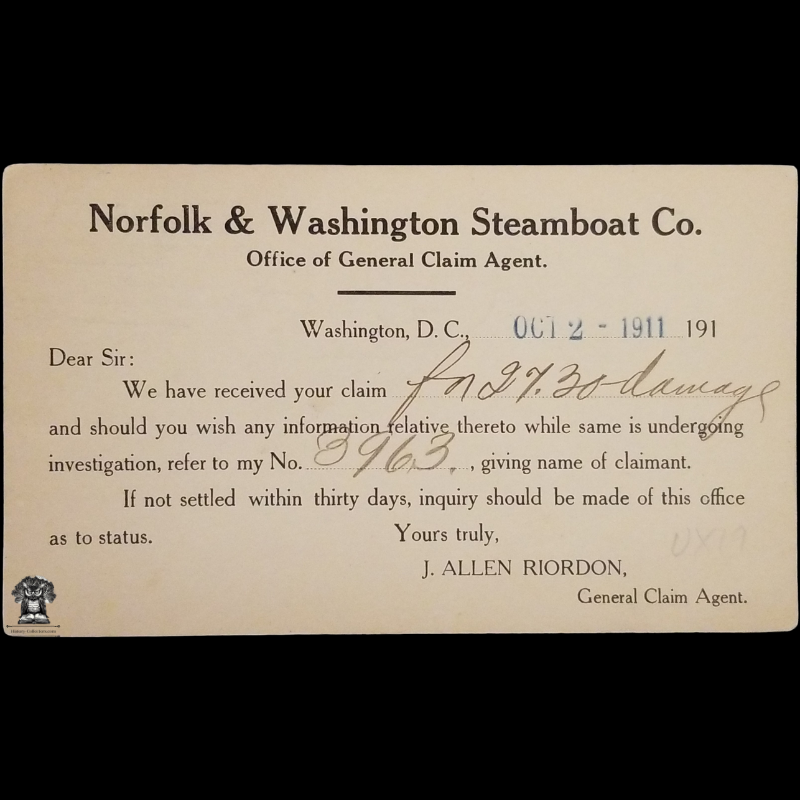 Norfolk & Washington Steamboat Co.
Office of General Claim Agent.
Washington, D. C., OCT 2 - 1911 191
Dear Sir:
We have received your claim for 27.30 damage
and should you wish any information relative thereto while same is undergoing
investigation, refer to my No. 3963. , giving name of claimant.
If not settled within thirty days, inquiry should be made of this office
as to status. Yours truly,
UX19
J. ALLEN RIORDON,
General Claim Agent.